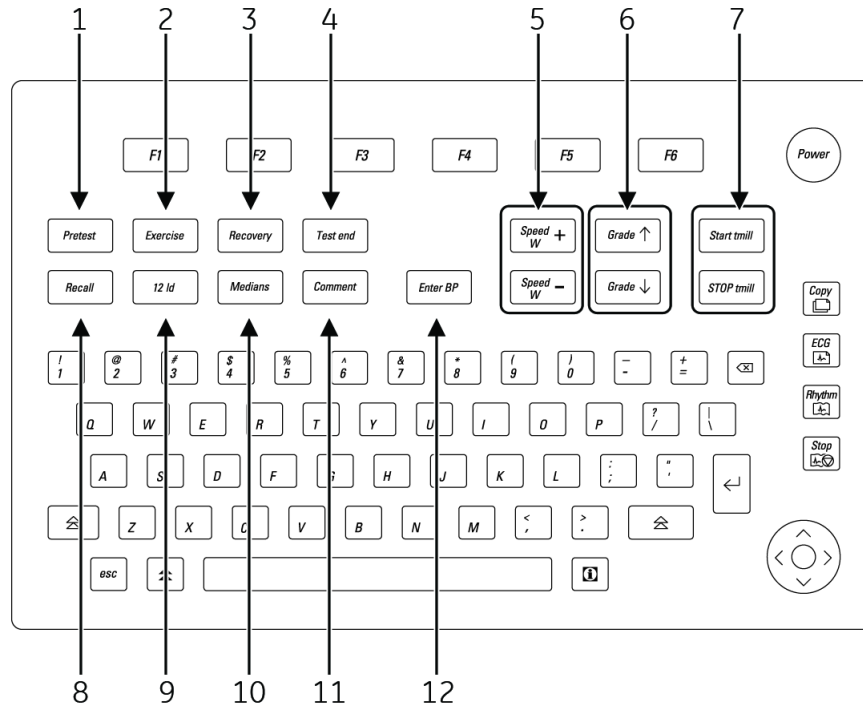 1 2 3 4 5 6 7
F1 F2 F3 F4 F5 F6 Power
Pretest Exercise Recovery Test end Speed W + Grade ↑ Start tmill
Recall 12 ld Medians Comment Enter BP Speed W − Grade ↓ STOP tmill
Copy
ECG
Rhythm
Stop
! @ # $ % ^ & * ( ) _ +
1 2 3 4 5 6 7 8 9 0 - =
Q W E R T Y U I O P ? / | \
A S D F G H J K L : ; " '
Z X C V B N M < , > .
esc
8 9 10 11 12